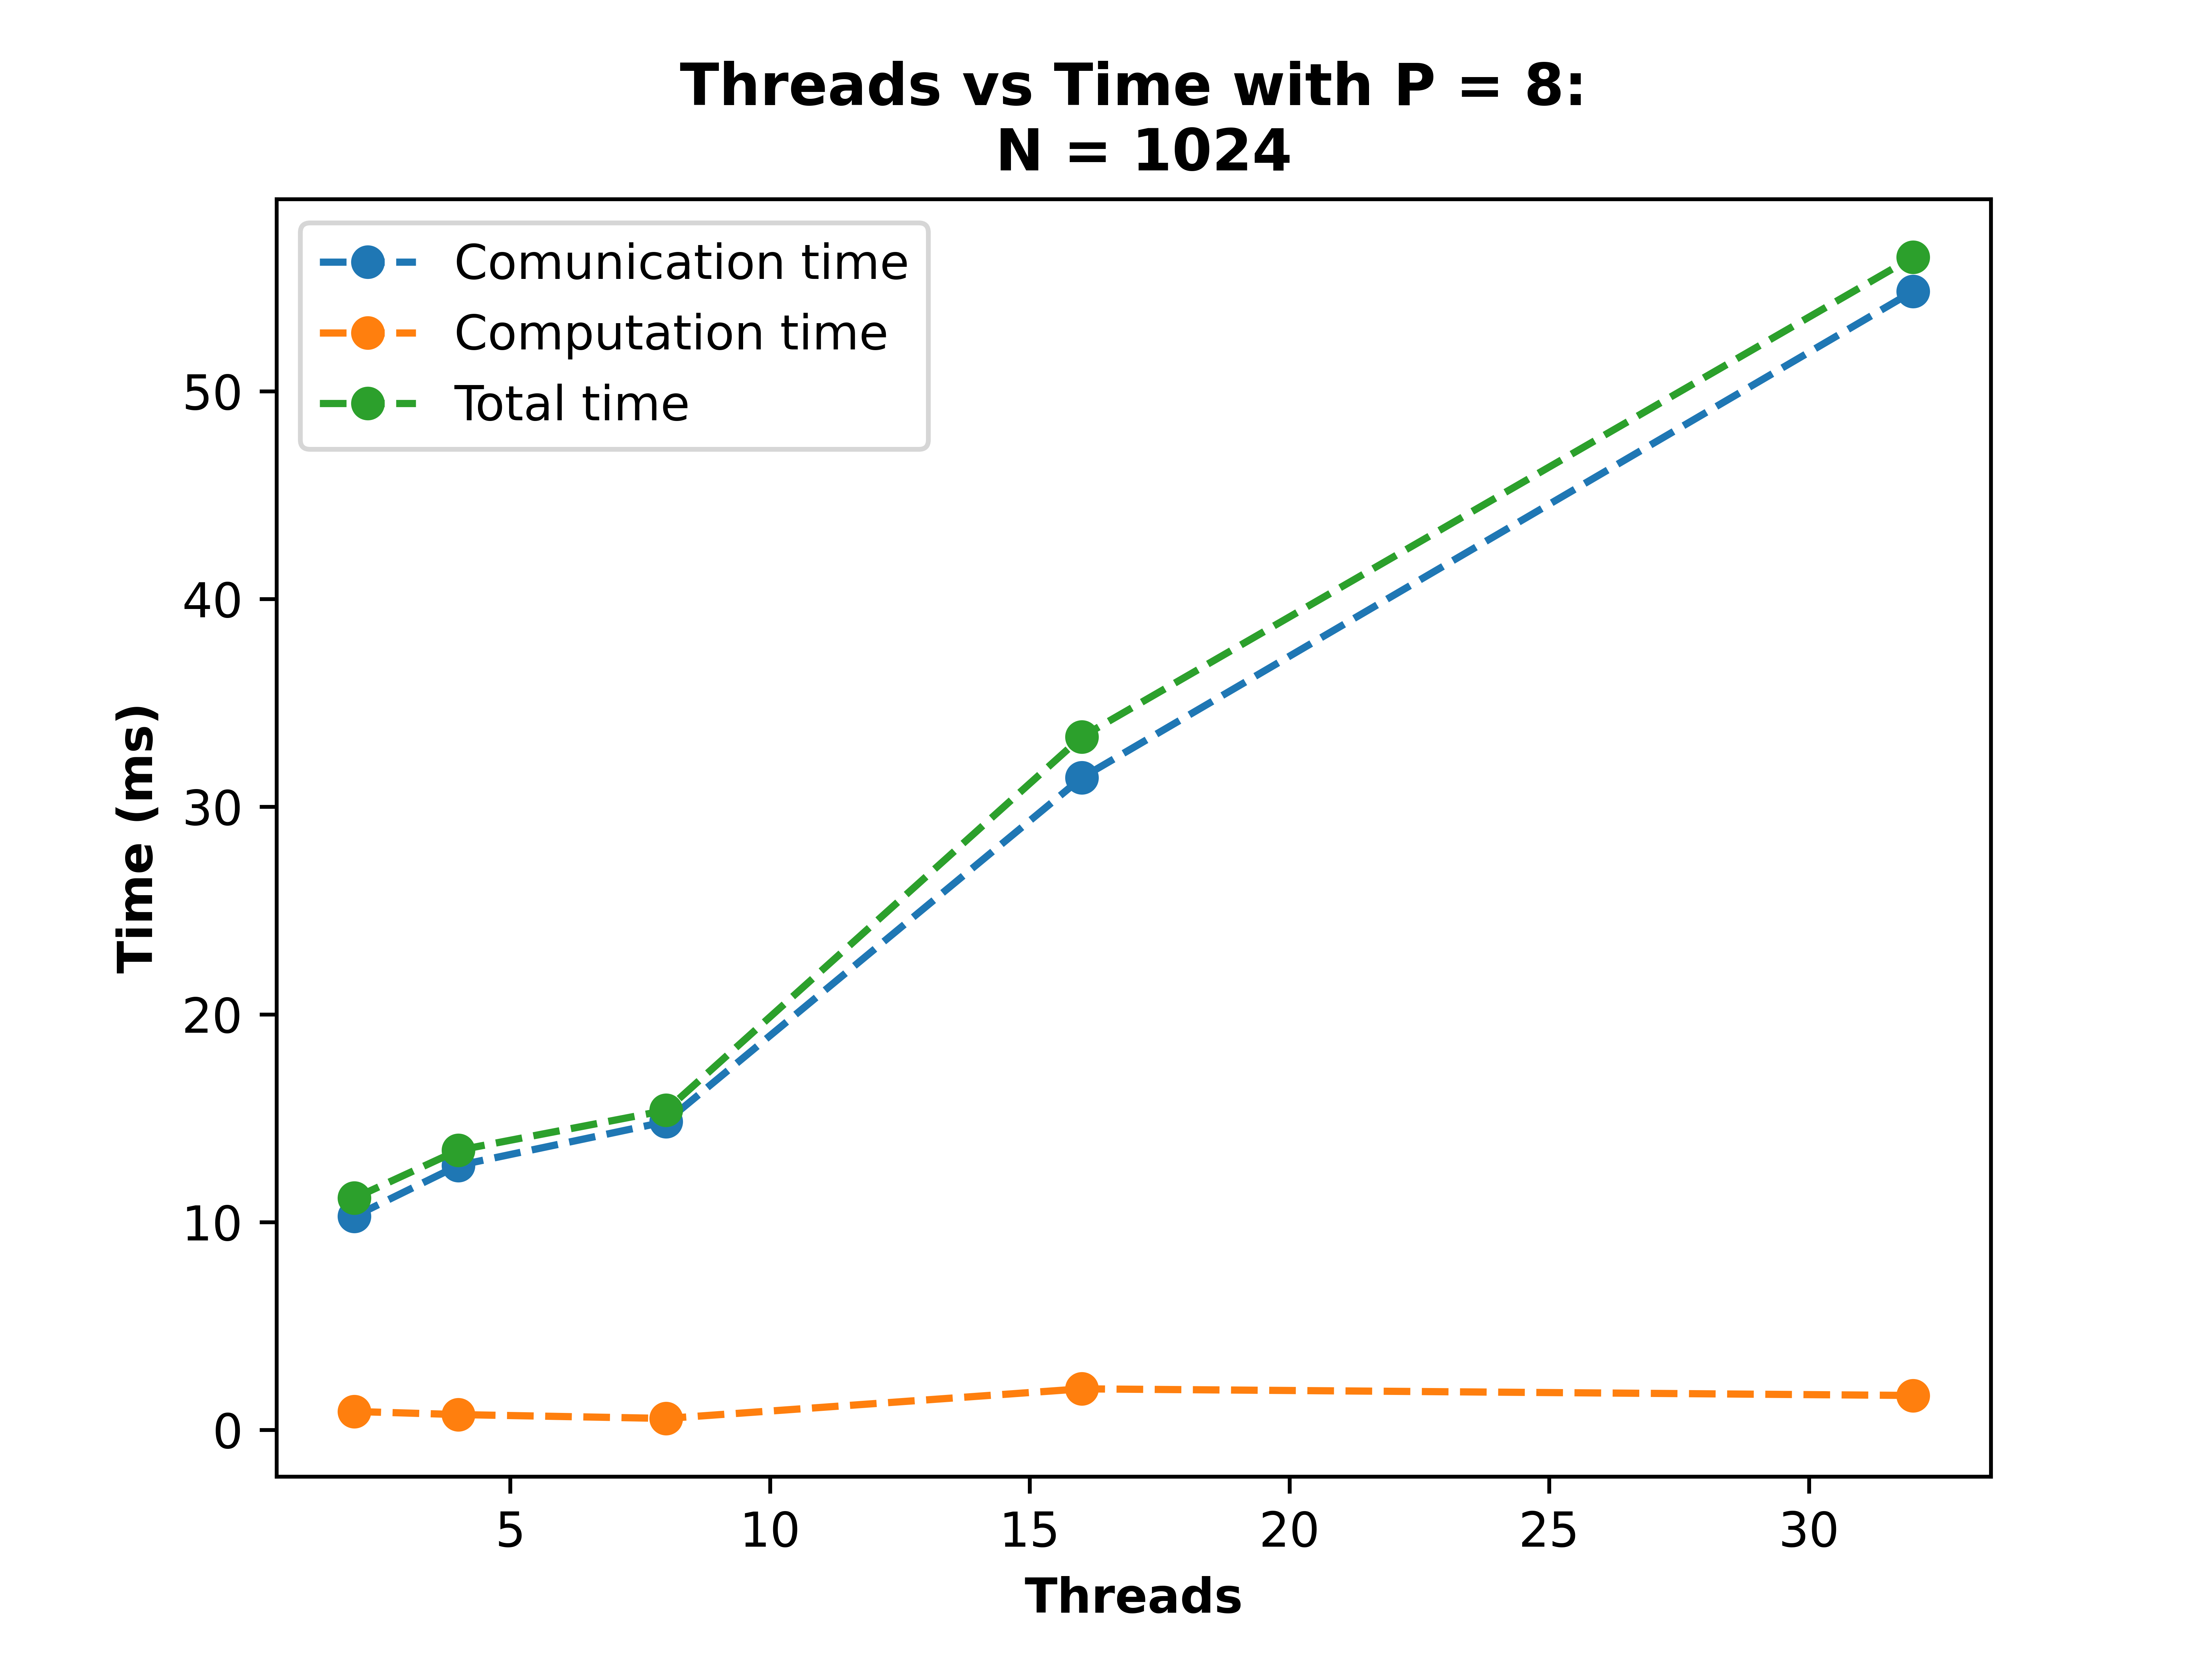 Threads vs Time with P = 8:
N = 1024
Comunication time
Computation time
Total time
Time (ms)
50
40
30
20
10
0
5 10 15 20 25 30
Threads